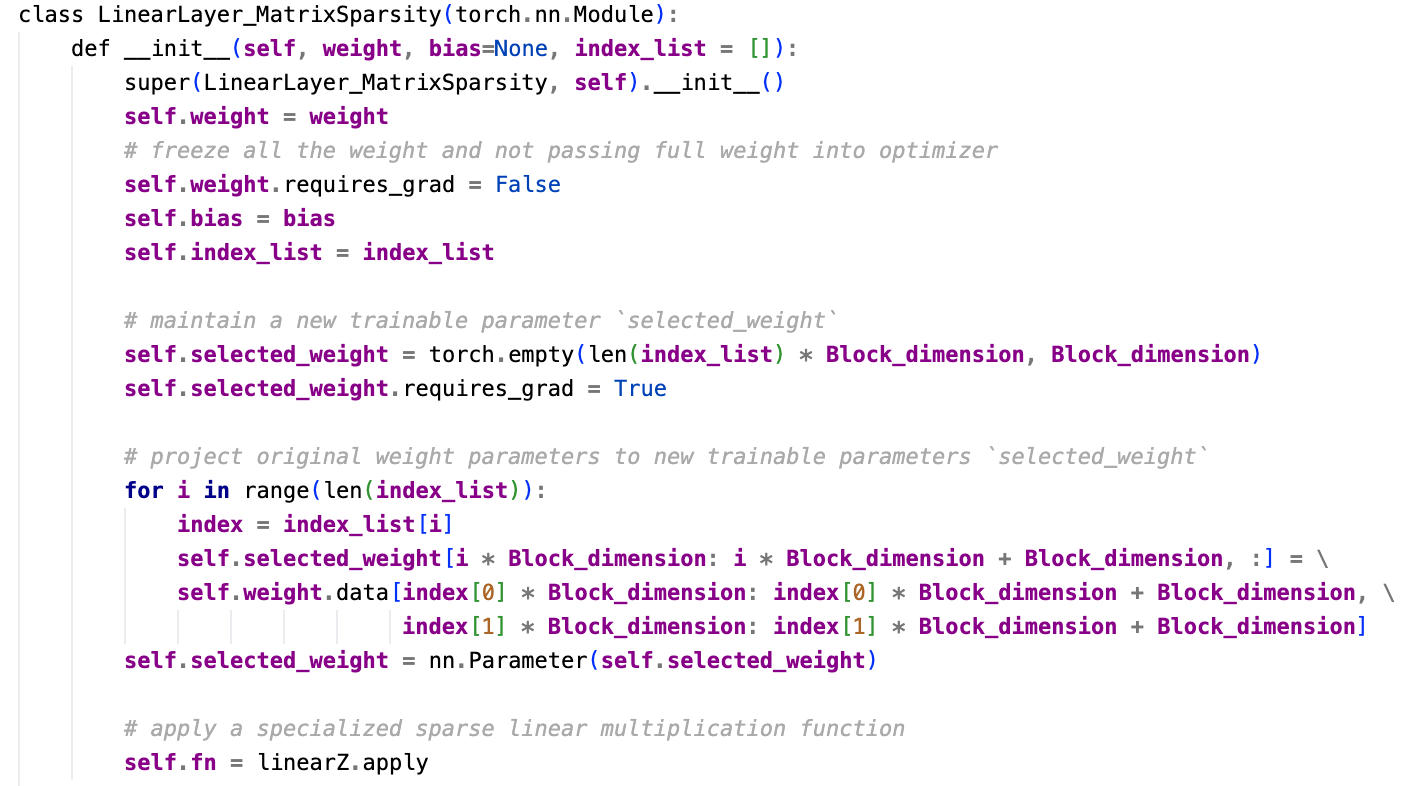 class LinearLayer_MatrixSparsity(torch.nn.Module):
    def __init__(self, weight, bias=None, index_list = []):
        super(LinearLayer_MatrixSparsity, self).__init__()
        self.weight = weight
        # freeze all the weight and not passing full weight into optimizer
        self.weight.requires_grad = False
        self.bias = bias
        self.index_list = index_list

        # maintain a new trainable parameter `selected_weight`
        self.selected_weight = torch.empty(len(index_list) * Block_dimension, Block_dimension)
        self.selected_weight.requires_grad = True

        # project original weight parameters to new trainable parameters `selected_weight`
        for i in range(len(index_list)):
            index = index_list[i]
            self.selected_weight[i * Block_dimension: i * Block_dimension + Block_dimension, :] = \
            self.weight.data[index[0] * Block_dimension: index[0] * Block_dimension + Block_dimension, \
                             index[1] * Block_dimension: index[1] * Block_dimension + Block_dimension]
        self.selected_weight = nn.Parameter(self.selected_weight)

        # apply a specialized sparse linear multiplication function
        self.fn = linearZ.apply